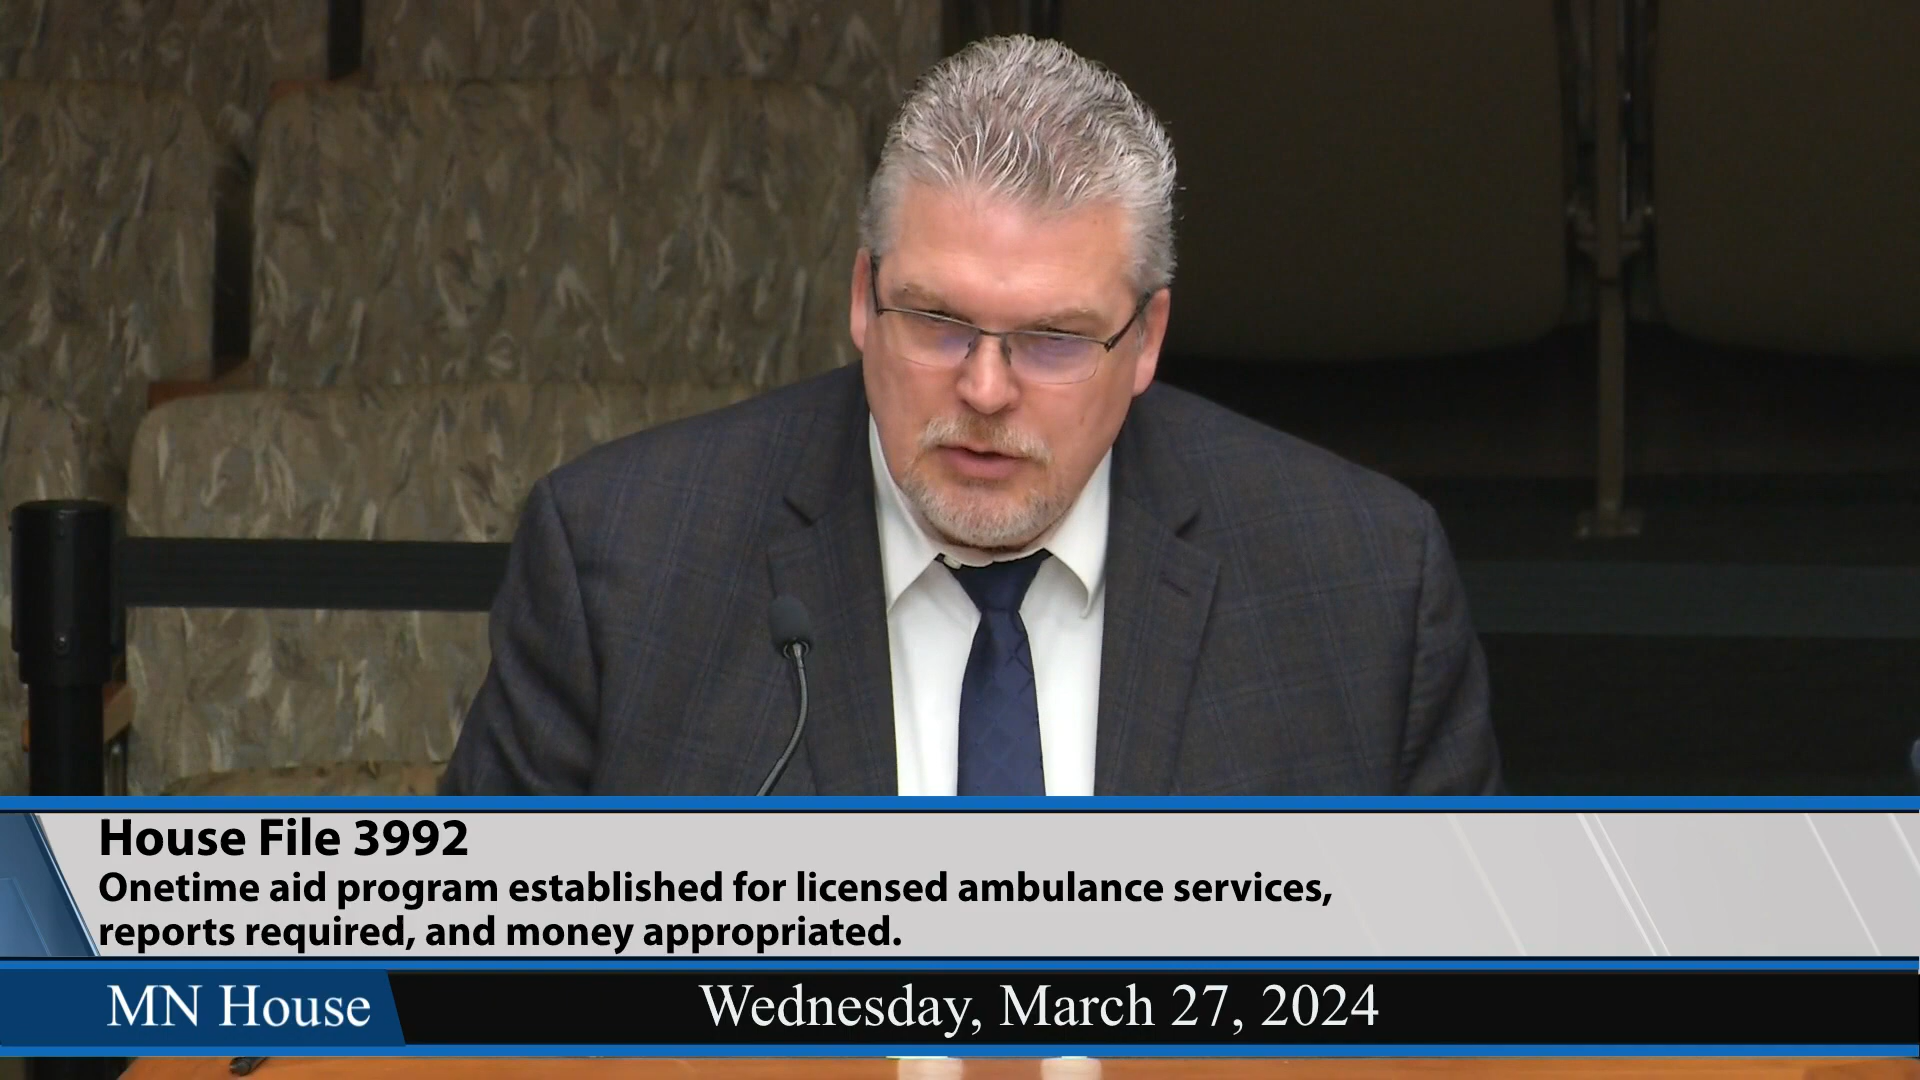 House File 3992
Onetime aid program established for licensed ambulance services,
reports required, and money appropriated.
MN House
Wednesday, March 27, 2024